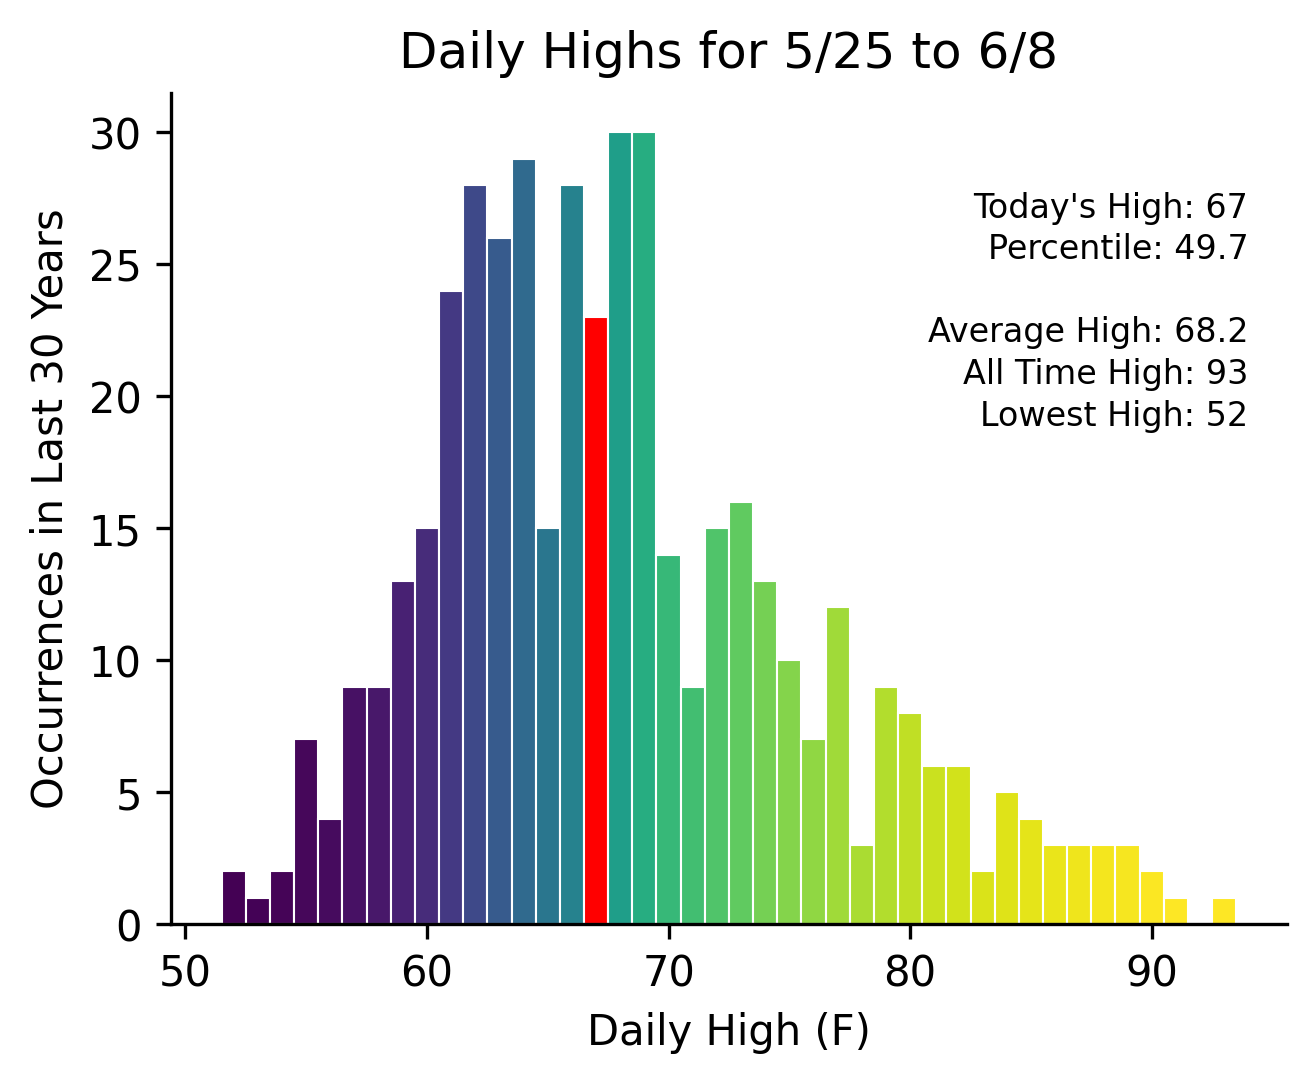 Daily Highs for 5/25 to 6/8
Occurrences in Last 30 Years
30
25
20
15
10
5
0
Today's High: 67
Percentile: 49.7
Average High: 68.2
All Time High: 93
Lowest High: 52
50 60 70 80 90
Daily High (F)